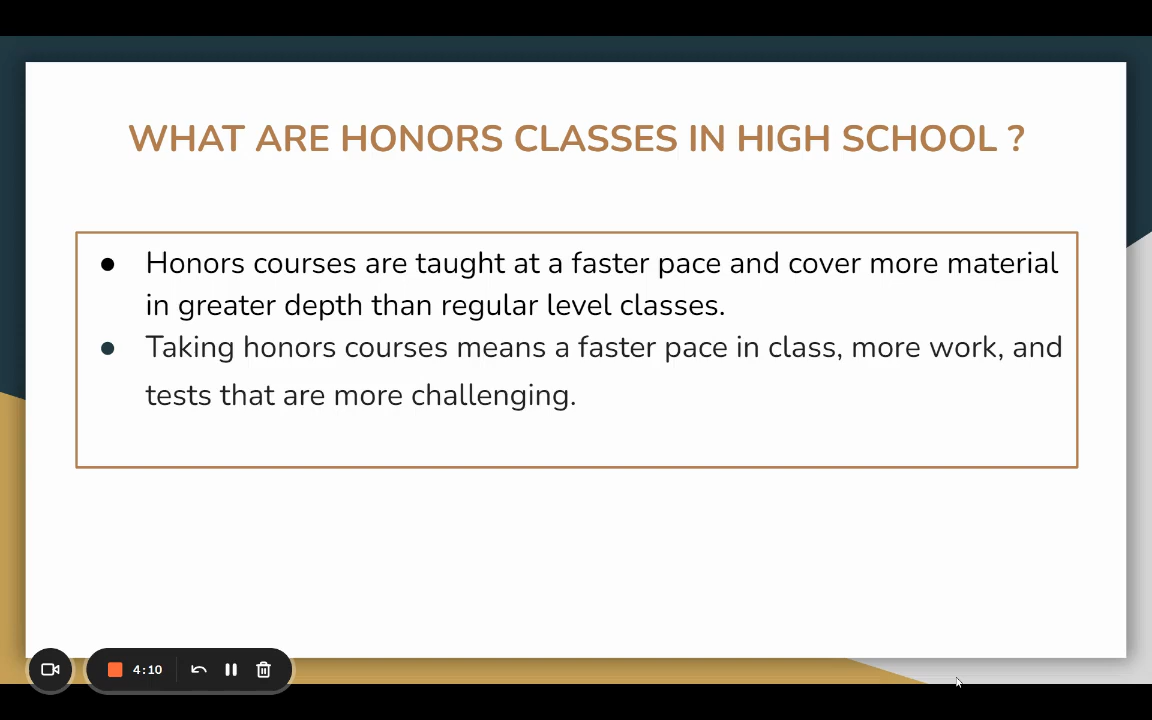 WHAT ARE HONORS CLASSES IN HIGH SCHOOL ?
● Honors courses are taught at a faster pace and cover more material
in greater depth than regular level classes.
● Taking honors courses means a faster pace in class, more work, and
tests that are more challenging.
4:10